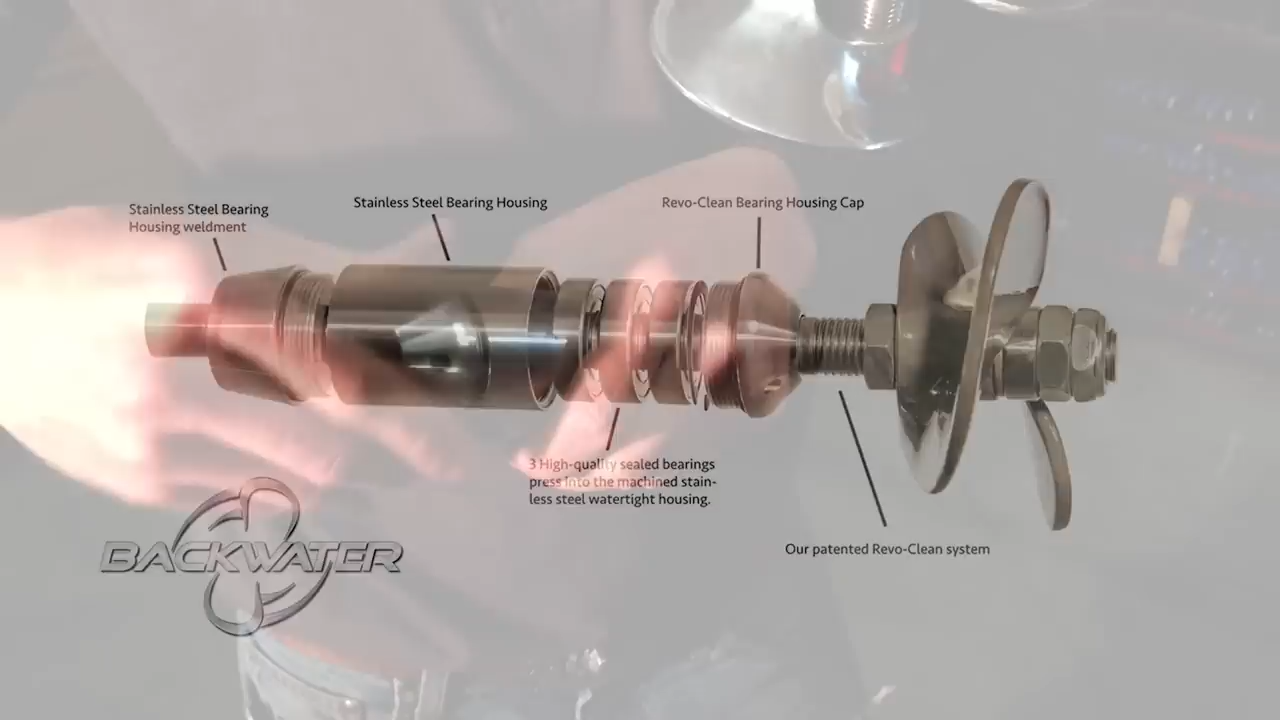 Stainless Steel Bearing
Housing weldment
Stainless Steel Bearing Housing
Revo-Clean Bearing Housing Cap
3 High-quality sealed bearings
press into the machined stain-
less steel watertight housing.
Our patented Revo-Clean system
BACKWATER